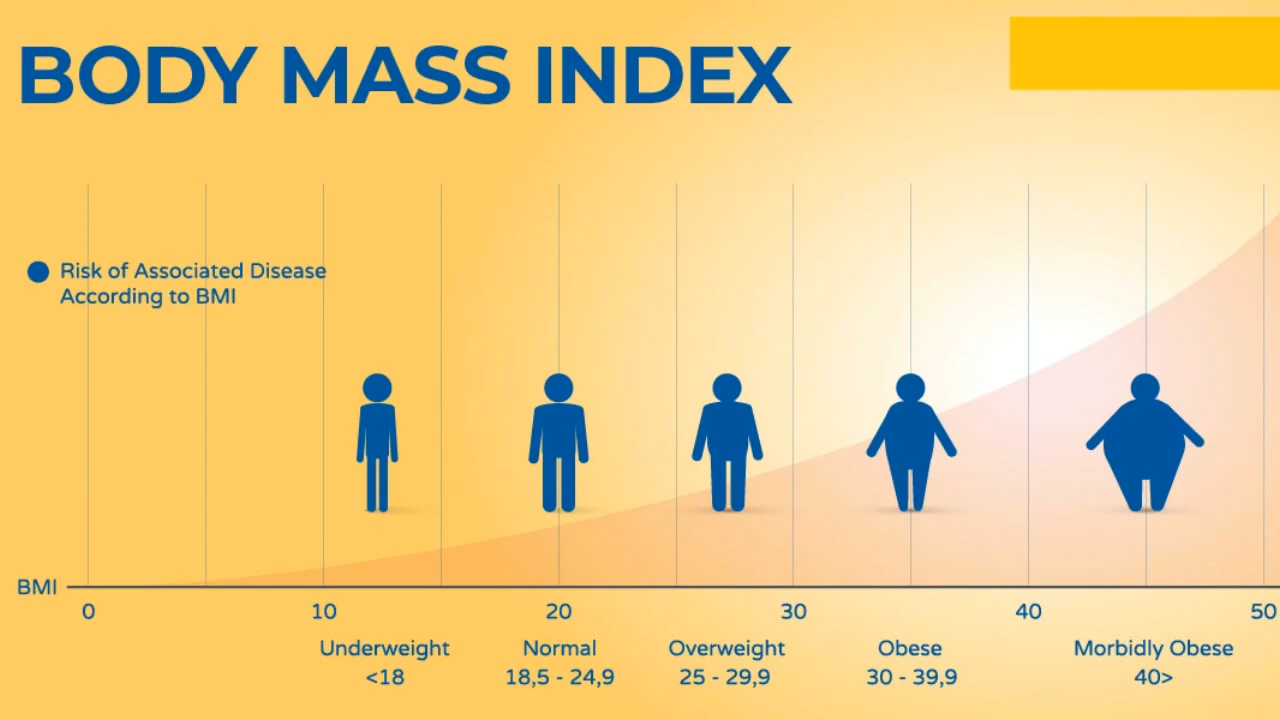 BODY MASS INDEX
Risk of Associated Disease
According to BMI
BMI
0 10 20 30 40 50
Underweight Normal Overweight Obese Morbidly Obese
<18 18,5 - 24,9 25 - 29,9 30 - 39,9 40>